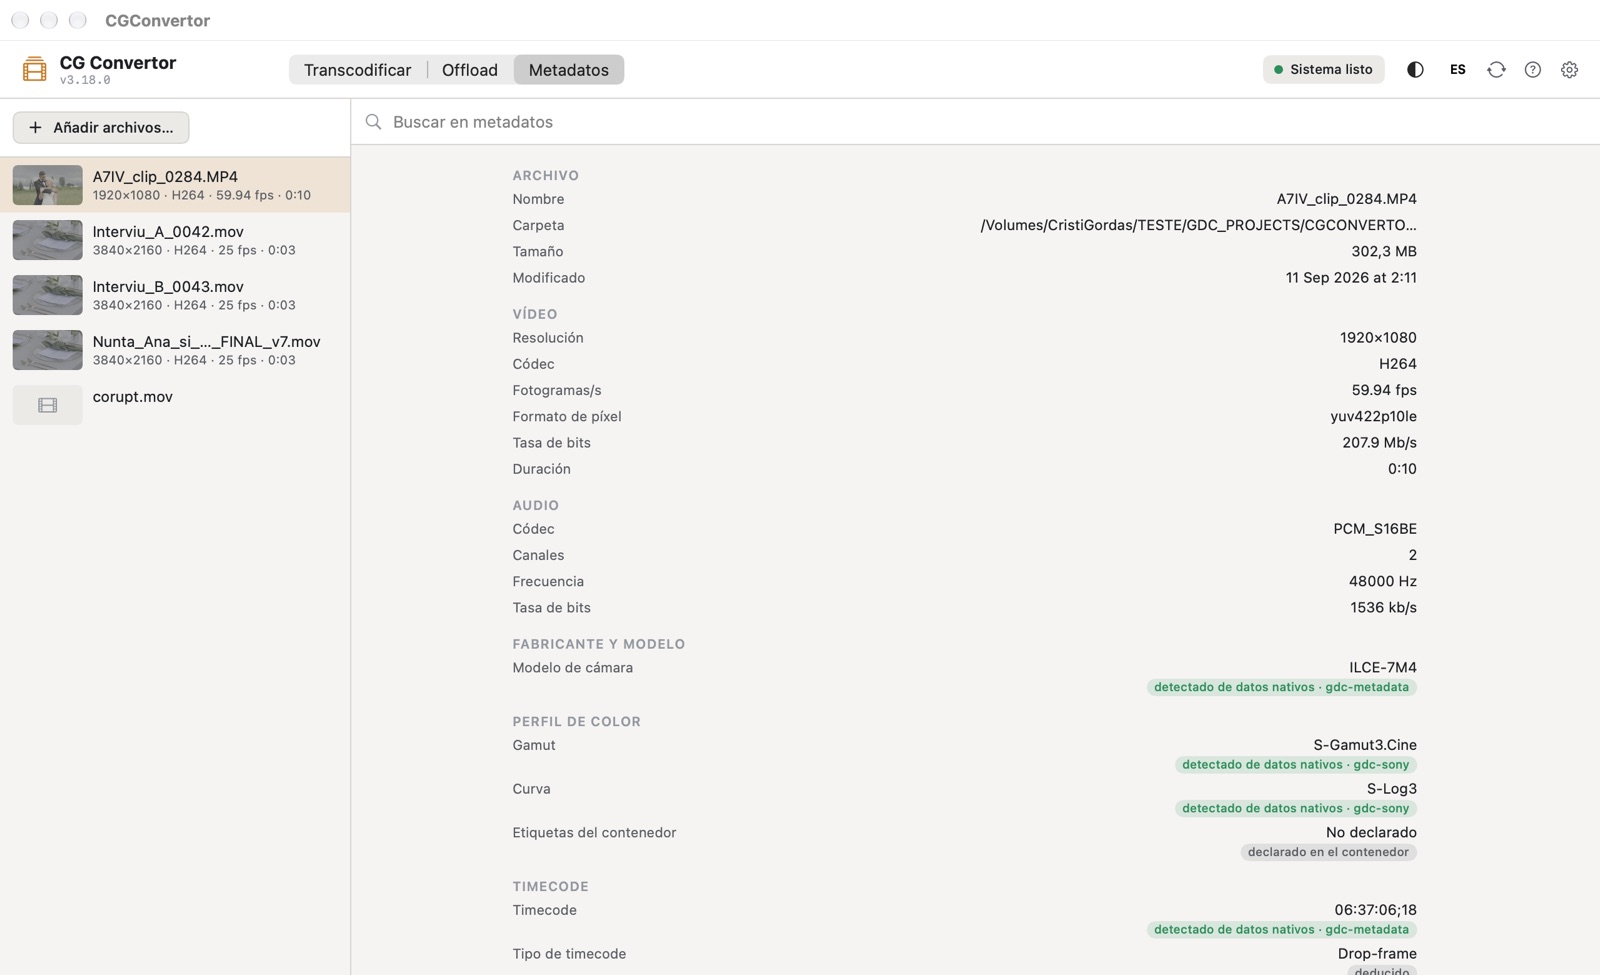 CGConvertor
CG Convertor
v3.18.0
Transcodificar
Offload
Metadatos
Sistema listo
ES
Añadir archivos...
Buscar en metadatos
A7IV_clip_0284.MP4
1920×1080 · H264 · 59.94 fps · 0:10
Interviu_A_0042.mov
3840×2160 · H264 · 25 fps · 0:03
Interviu_B_0043.mov
3840×2160 · H264 · 25 fps · 0:03
Nunta_Ana_si_..._FINAL_v7.mov
3840×2160 · H264 · 25 fps · 0:03
corupt.mov
ARCHIVO
Nombre A7IV_clip_0284.MP4
Carpeta /Volumes/CristiGordas/TESTE/GDC_PROJECTS/CGCONVERTO...
Tamaño 302,3 MB
Modificado 11 Sep 2026 at 2:11
VÍDEO
Resolución 1920×1080
Códec H264
Fotogramas/s 59.94 fps
Formato de píxel yuv422p10le
Tasa de bits 207.9 Mb/s
Duración 0:10
AUDIO
Códec PCM_S16BE
Canales 2
Frecuencia 48000 Hz
Tasa de bits 1536 kb/s
FABRICANTE Y MODELO
Modelo de cámara ILCE-7M4
detectado de datos nativos · gdc-metadata
PERFIL DE COLOR
Gamut S-Gamut3.Cine
detectado de datos nativos · gdc-sony
Curva S-Log3
detectado de datos nativos · gdc-sony
Etiquetas del contenedor No declarado
declarado en el contenedor
TIMECODE
Timecode 06:37:06;18
detectado de datos nativos · gdc-metadata
Tipo de timecode Drop-frame
deducido